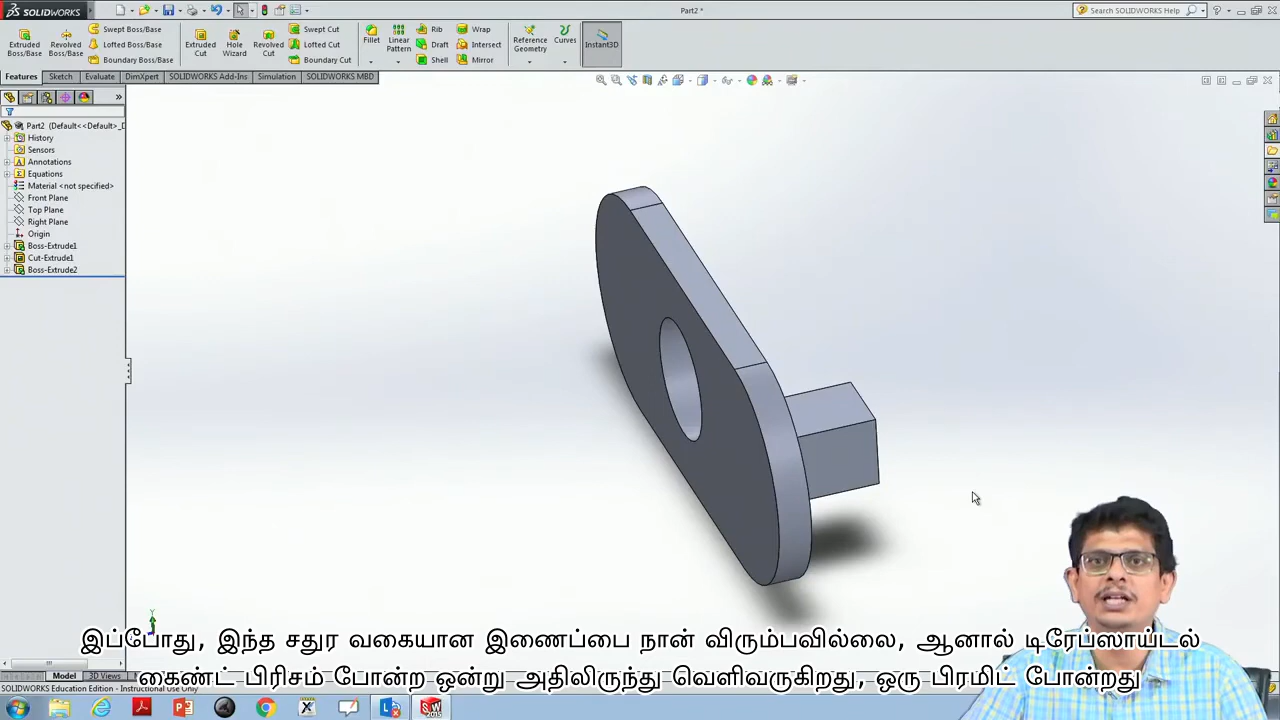 SOLIDWORKS
Part2 *
Search SOLIDWORKS Help
Extruded Boss/Base
Revolved Boss/Base
Swept Boss/Base
Lofted Boss/Base
Boundary Boss/Base
Extruded Cut
Hole Wizard
Revolved Cut
Swept Cut
Lofted Cut
Boundary Cut
Fillet
Linear Pattern
Rib
Draft
Shell
Wrap
Intersect
Mirror
Reference Geometry
Curves
Instant3D
Features Sketch Evaluate DimXpert SOLIDWORKS Add-Ins Simulation SOLIDWORKS MBD
Part2 (Default<<Default>_D
History
Sensors
Annotations
Equations
Material <not specified>
Front Plane
Top Plane
Right Plane
Origin
Boss-Extrude1
Cut-Extrude1
Boss-Extrude2
Y
இப்போது, இந்த சதுர வகையான இணைப்பை நான் விரும்பவில்லை, ஆனால் டிரேப்ஸாய்டல்
கைண்ட் பிரிசம் போன்ற ஒன்று அதிலிருந்து வெளிவருகிறது, ஒரு பிரமிட் போன்றது
Model 3D Views
SOLIDWORKS Education Edition - Instructional Use Only